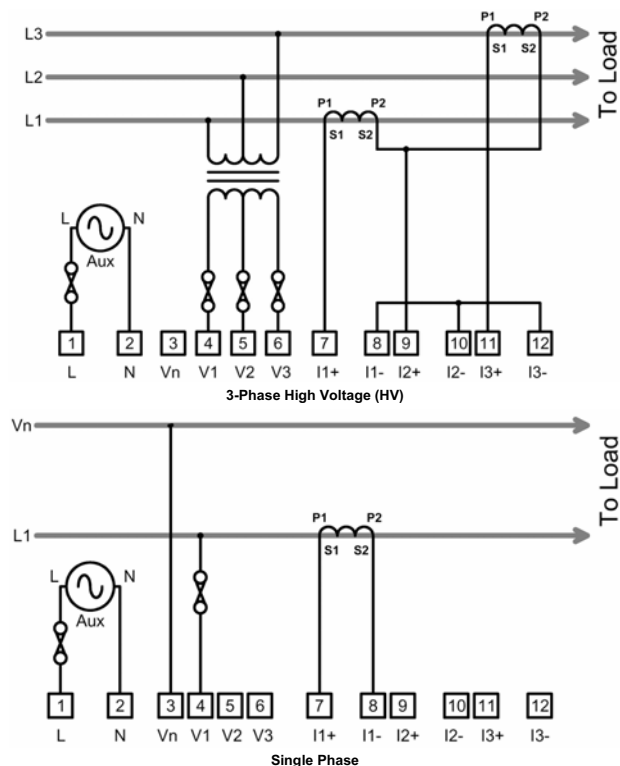 P1 P2
L3
S1 S2
L2
P1 P2
L1
S1 S2
To Load
L N
Aux
1 2 3 4 5 6 7 8 9 10 11 12
L N Vn V1 V2 V3 I1+ I1- I2+ I2- I3+ I3-
3-Phase High Voltage (HV)
Vn
To Load
P1 P2
L1
S1 S2
L N
Aux
1 2 3 4 5 6 7 8 9 10 11 12
L N Vn V1 V2 V3 I1+ I1- I2+ I2- I3+ I3-
Single Phase